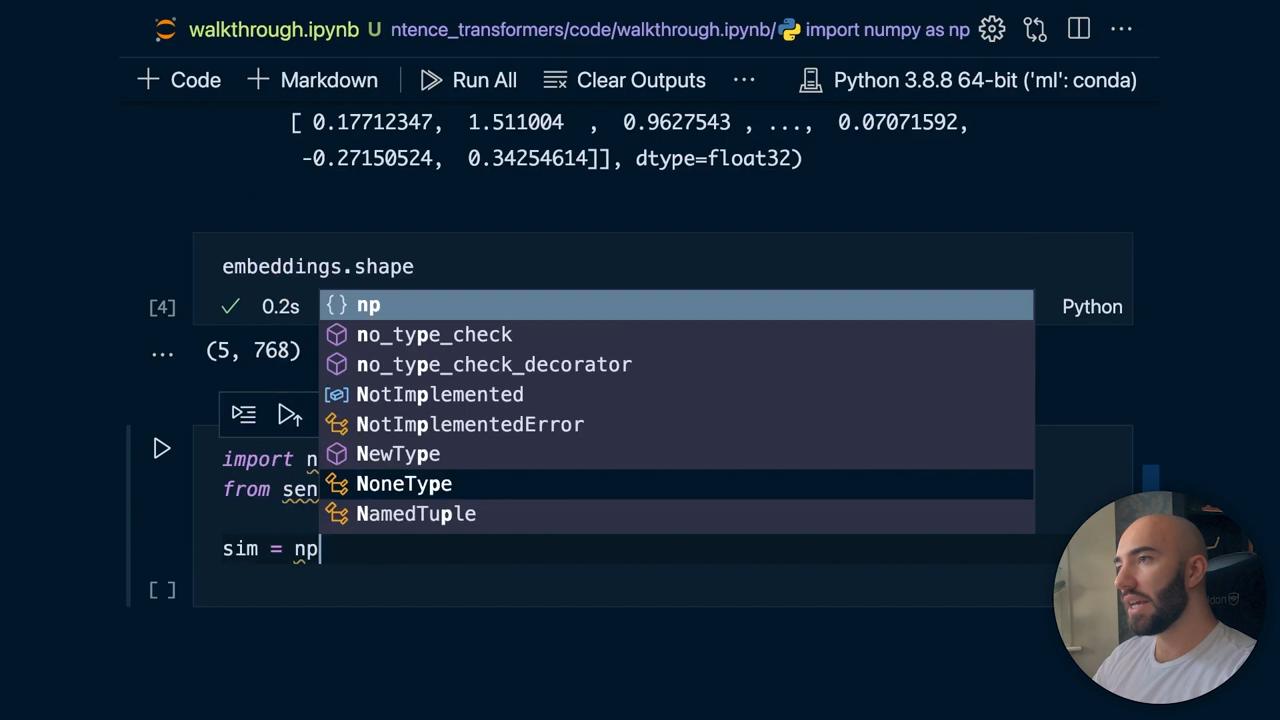 walkthrough.ipynb U ntence_transformers/code/walkthrough.ipynb/ import numpy as np ...
Code Markdown Run All Clear Outputs ... Python 3.8.8 64-bit ('ml': conda)
[ 0.17712347, 1.511004 , 0.9627543 , ..., 0.07071592,
-0.27150524, 0.34254614]], dtype=float32)
embeddings.shape
[4] 0.2s Python
... (5, 768)
{} np
no_type_check
no_type_check_decorator
NotImplemented
NotImplementedError
NewType
NoneType
NamedTuple
import n
from sen
sim = np
[ ]